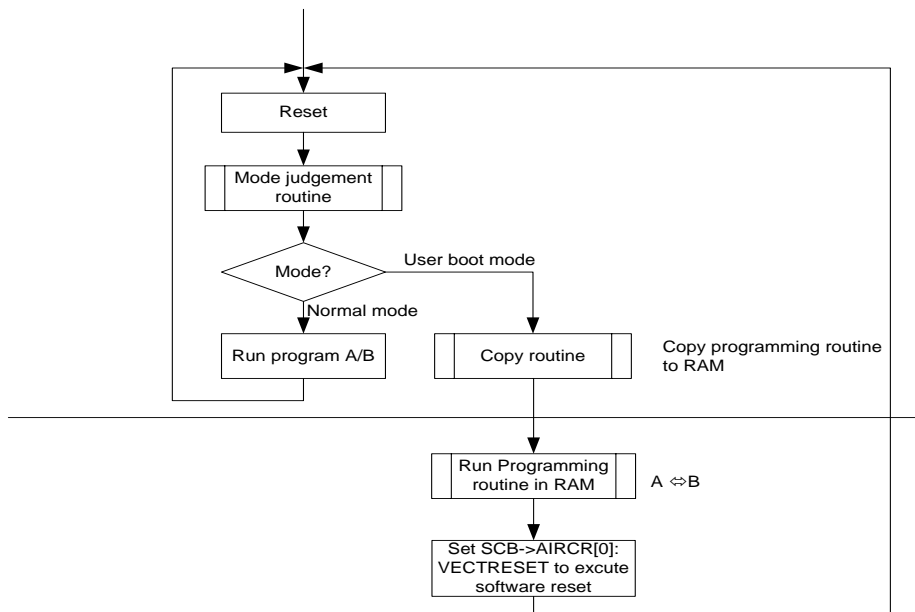 Reset
Mode judgement
routine
Mode?
User boot mode
Normal mode
Run program A/B
Copy routine
Copy programming routine
to RAM
Run Programming
routine in RAM
A ⇔B
Set SCB->AIRCR[0]:
VECTRESET to excute
software reset